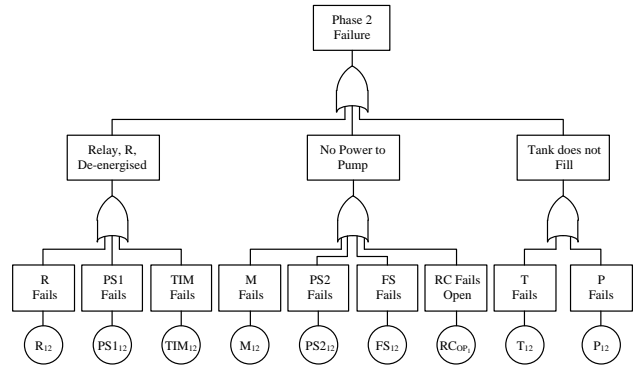 Phase 2
Failure
Relay, R,
De-energised
No Power to
Pump
Tank does not
Fill
R
Fails
PS1
Fails
TIM
Fails
M
Fails
PS2
Fails
FS
Fails
RC Fails
Open
T
Fails
P
Fails
R12
PS112
TIM12
M12
PS212
FS12
RCOP1
T12
P12